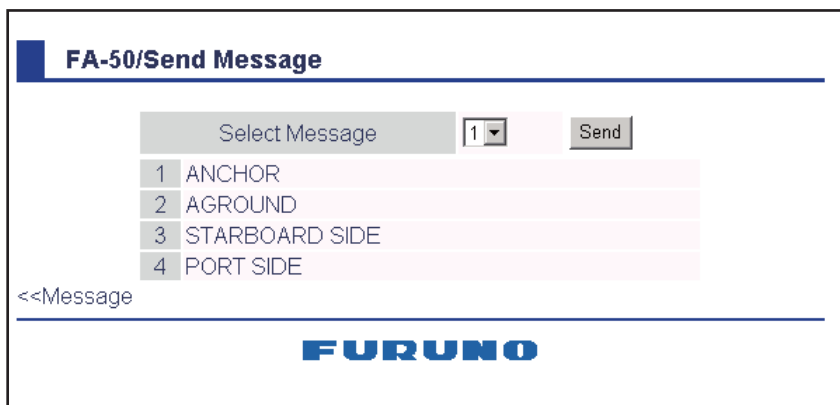 FA-50/Send Message
Select Message 1 Send
1 ANCHOR
2 AGROUND
3 STARBOARD SIDE
4 PORT SIDE
<<Message
FURUNO